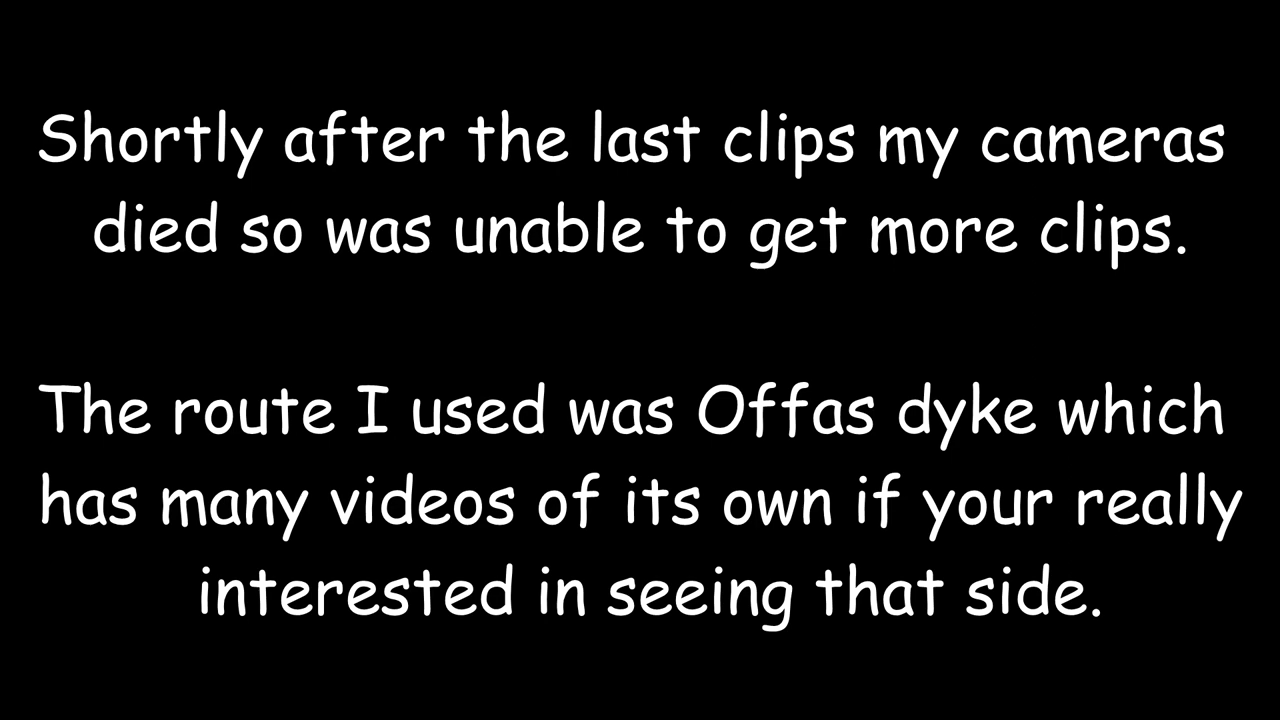 Shortly after the last clips my cameras
died so was unable to get more clips.
The route I used was Offas dyke which
has many videos of its own if your really
interested in seeing that side.